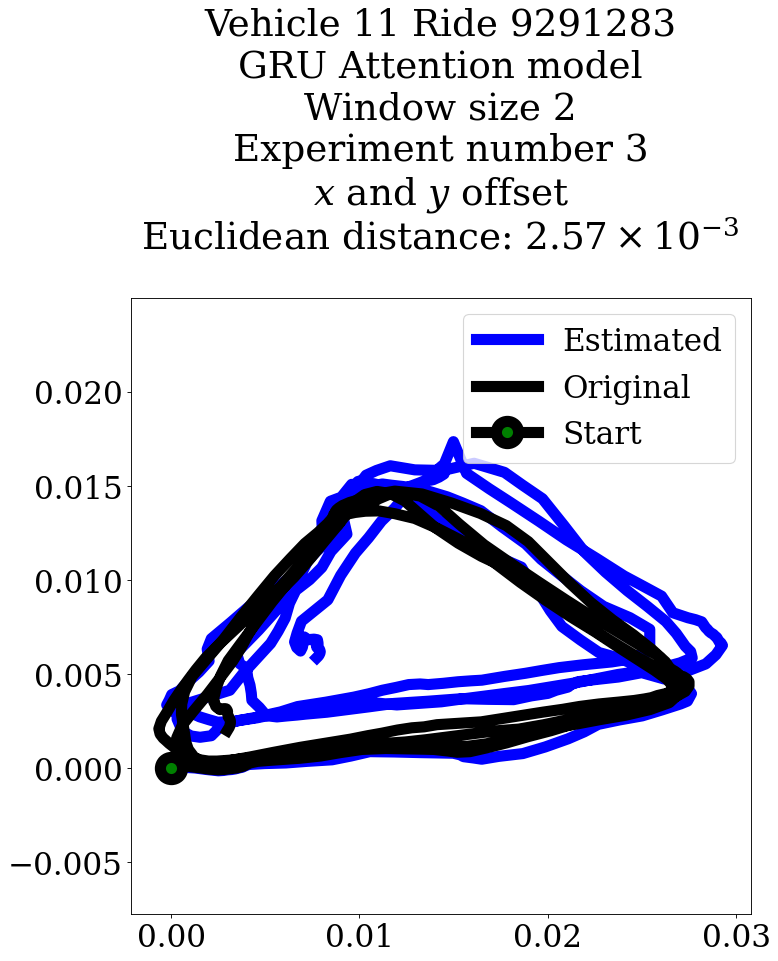 Vehicle 11 Ride 9291283
GRU Attention model
Window size 2
Experiment number 3
x and y offset
Euclidean distance: 2.57 × 10⁻³
Estimated
Original
Start
0.020
0.015
0.010
0.005
0.000
−0.005
0.00 0.01 0.02 0.03